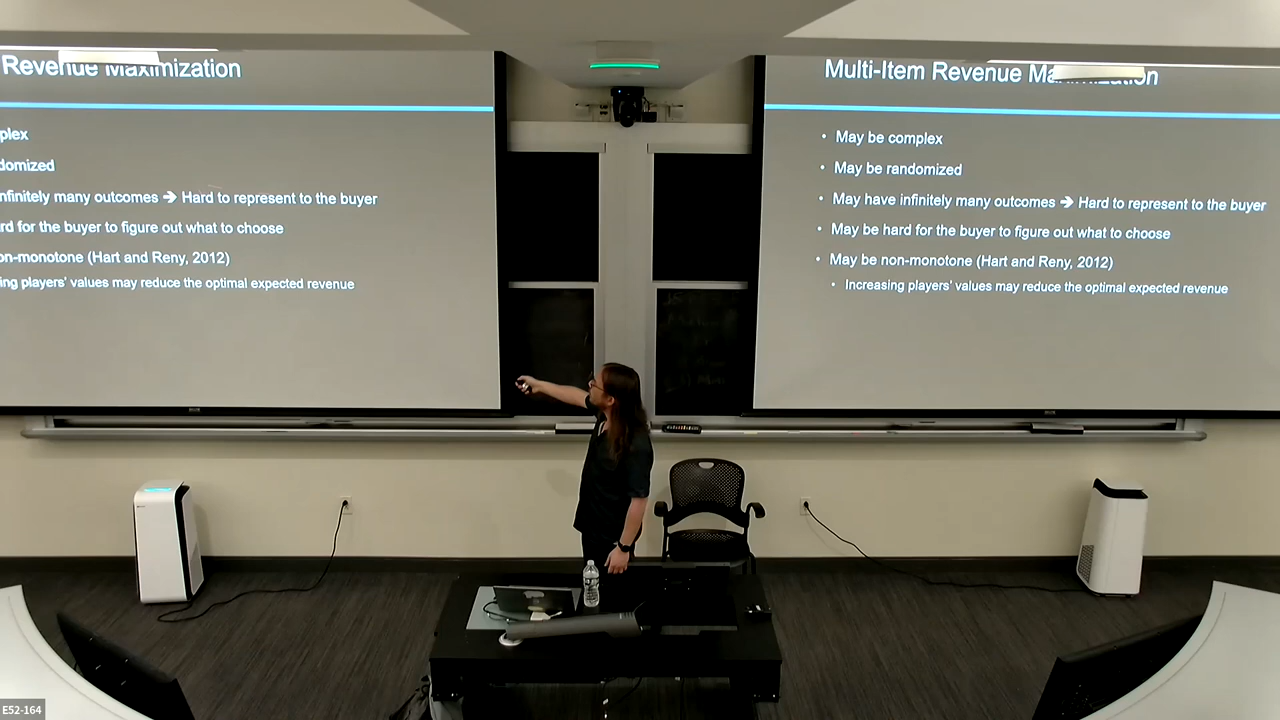 Revenue Maximization
plex
domized
nfinitely many outcomes ➔ Hard to represent to the buyer
rd for the buyer to figure out what to choose
on-monotone (Hart and Reny, 2012)
ing players' values may reduce the optimal expected revenue
Multi-Item Revenue Maximization
• May be complex
• May be randomized
• May have infinitely many outcomes ➔ Hard to represent to the buyer
• May be hard for the buyer to figure out what to choose
• May be non-monotone (Hart and Reny, 2012)
• Increasing players' values may reduce the optimal expected revenue
E52-164